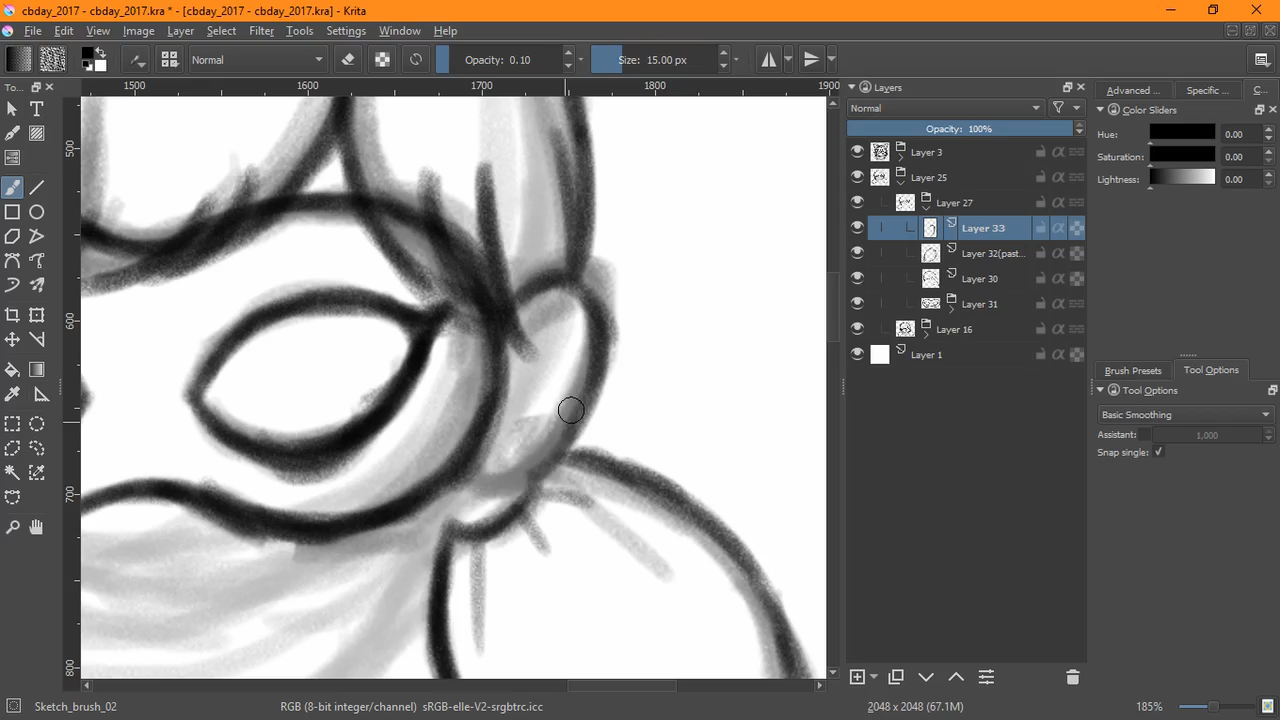 cbday_2017 - cbday_2017.kra * - [cbday_2017 - cbday_2017.kra] - Krita
File Edit View Image Layer Select Filter Tools Settings Window Help
Normal Opacity: 0.10 Size: 15.00 px
To...
1500 1600 1700 1800 1900
500
600
700
800
Layers
Normal
Opacity: 100%
Layer 3
Layer 25
Layer 27
Layer 33
Layer 32(past...
Layer 30
Layer 31
Layer 16
Layer 1
Advanced ... Specific ... C...
Color Sliders
Hue: 0.00
Saturation: 0.00
Lightness: 0.00
Brush Presets Tool Options
Tool Options
Basic Smoothing
Assistant: 1,000
Snap single:
Sketch_brush_02 RGB (8-bit integer/channel) sRGB-elle-V2-srgbtrc.icc 2048 x 2048 (67.1M) 185%